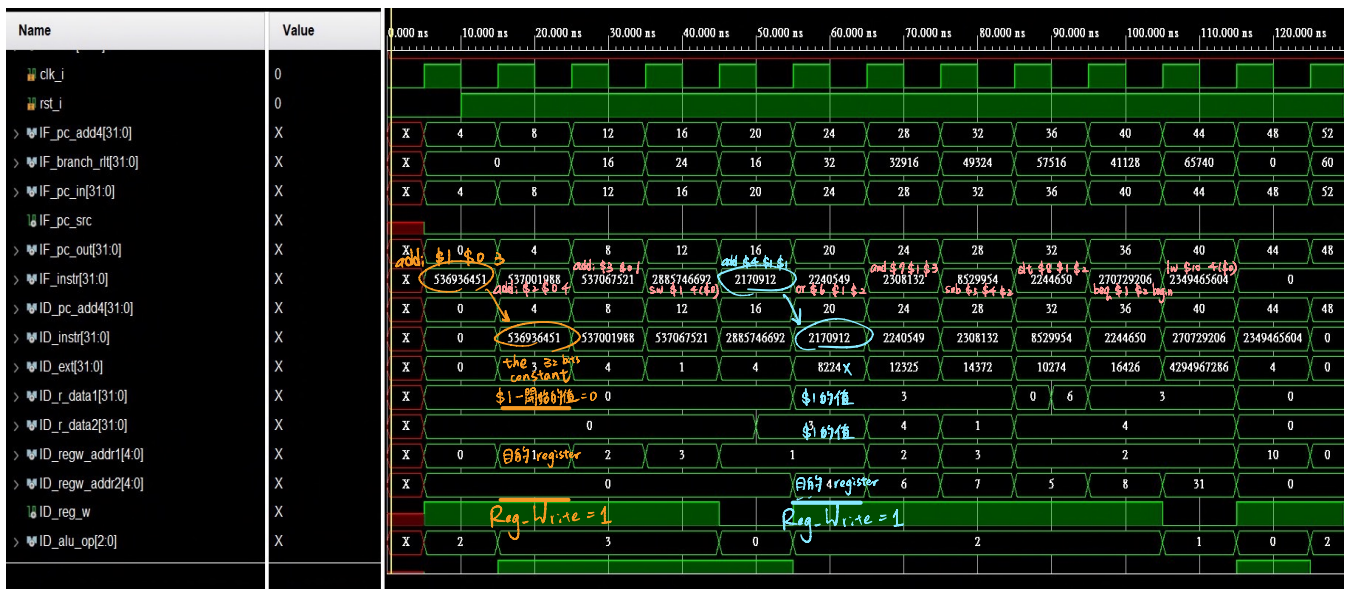 Name Value 0.000 ns 10.000 ns 20.000 ns 30.000 ns 40.000 ns 50.000 ns 60.000 ns 70.000 ns 80.000 ns 90.000 ns 100.000 ns 110.000 ns 120.000 ns
clk_i 0
rst_i 0
IF_pc_add4[31:0] X X 4 8 12 16 20 24 28 32 36 40 44 48 52
IF_branch_rlt[31:0] X X 0 16 24 16 32 32916 49324 57516 41128 65740 0 60
IF_pc_in[31:0] X X 4 8 12 16 20 24 28 32 36 40 44 48 52
IF_pc_src X
IF_pc_out[31:0] X X 0 4 8 12 16 20 24 28 32 36 40 44 48
addi $1 $0 3 addi $3 $0 1 add $4 $1 $1 and $7 $1 $3 slt $8 $1 $2 lw $10 4($0)
IF_instr[31:0] X X 536936451 537001988 537067521 2885746692 2170912 2240549 2308132 8529954 2244650 270729206 2349465604 0
addi $2 $0 4 sw $1 4($0) or $6 $1 $2 sub $5 $4 $2 beq $3 $2 begin
ID_pc_add4[31:0] X X 0 4 8 12 16 20 24 28 32 36 40 44 48
ID_instr[31:0] X X 0 536936451 537001988 537067521 2885746692 2170912 2240549 2308132 8529954 2244650 270729206 2349465604 0
the 32 bits
ID_ext[31:0] X X 0 3 4 1 4 8224 X 12325 14372 10274 16426 4294967286 4 0
constant
ID_r_data1[31:0] X X $1一開始的值=0 0 $1的值 3 0 6 3 0
ID_r_data2[31:0] X X 0 3 $1的值 4 1 4 0
ID_regw_addr1[4:0] X X 0 目的register 1 2 3 1 2 3 2 10 0
ID_regw_addr2[4:0] X X 0 目的 4 register 6 7 5 8 31 0
ID_reg_w X Reg_Write = 1 Reg_Write = 1
ID_alu_op[2:0] X X 2 3 0 2 1 0 2